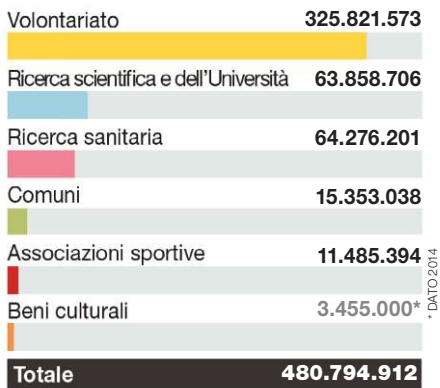 Volontariato 325.821.573
Ricerca scientifica e dell'Università 63.858.706
Ricerca sanitaria 64.276.201
Comuni 15.353.038
Associazioni sportive 11.485.394
Beni culturali 3.455.000*
Totale 480.794.912
* DATO 2014